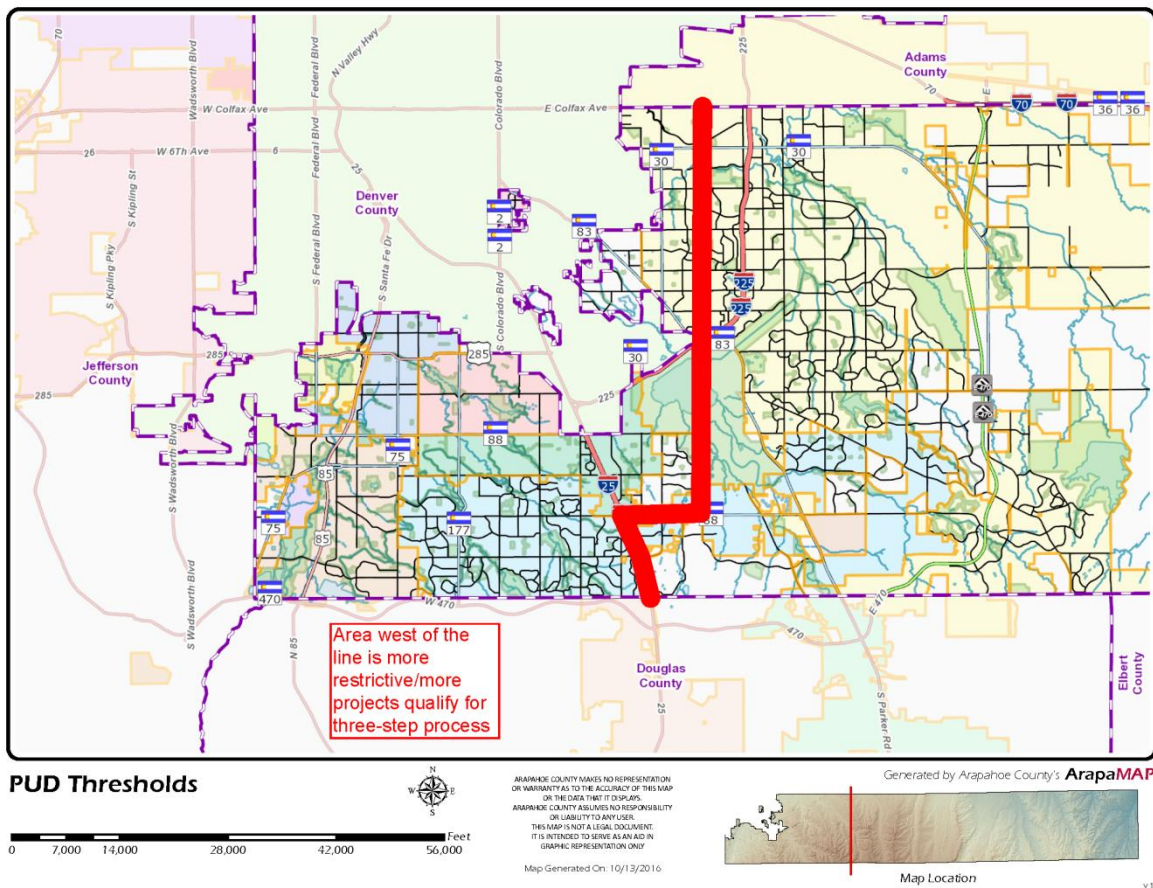 70
Wadsworth Blvd
Federal Blvd
Federal Blvd
N Valley Hwy
Colorado Blvd
225
Adams
County
70
E
70
70
36
36
W Colfax Ave
E Colfax Ave
30
30
26
W 6Th Ave
6
25
S Kipling St
Denver
County
2
2
83
S Kipling Pky
S Federal Blvd
S Santa Fe Dr
S Colorado Blvd
225
225
83
Jefferson
County
285
285
285
30
470
470
S Wadsworth Blvd
225
88
75
85
25
75
177
88
85
S Wadsworth Blvd
470
W 470
E 470
N 85
470
Area west of the
line is more
restrictive/more
projects qualify for
three-step process
Douglas
County
25
S Parker Rd
Elbert
County
PUD Thresholds
N
W E
S
Feet
0 7,000 14,000 28,000 42,000 56,000
ARAPAHOE COUNTY MAKES NO REPRESENTATION
OR WARRANTY AS TO THE ACCURACY OF THIS MAP
OR THE DATA THAT IT DISPLAYS.
ARAPAHOE COUNTY ASSUMES NO RESPONSIBILITY
OR LIABILITY TO ANY USER.
THIS MAP IS NOT A LEGAL DOCUMENT.
IT IS INTENDED TO SERVE AS AN AID IN
GRAPHIC REPRESENTATION ONLY
Map Generated On: 10/13/2016
Generated by Arapahoe County's ArapaMAP
Map Location